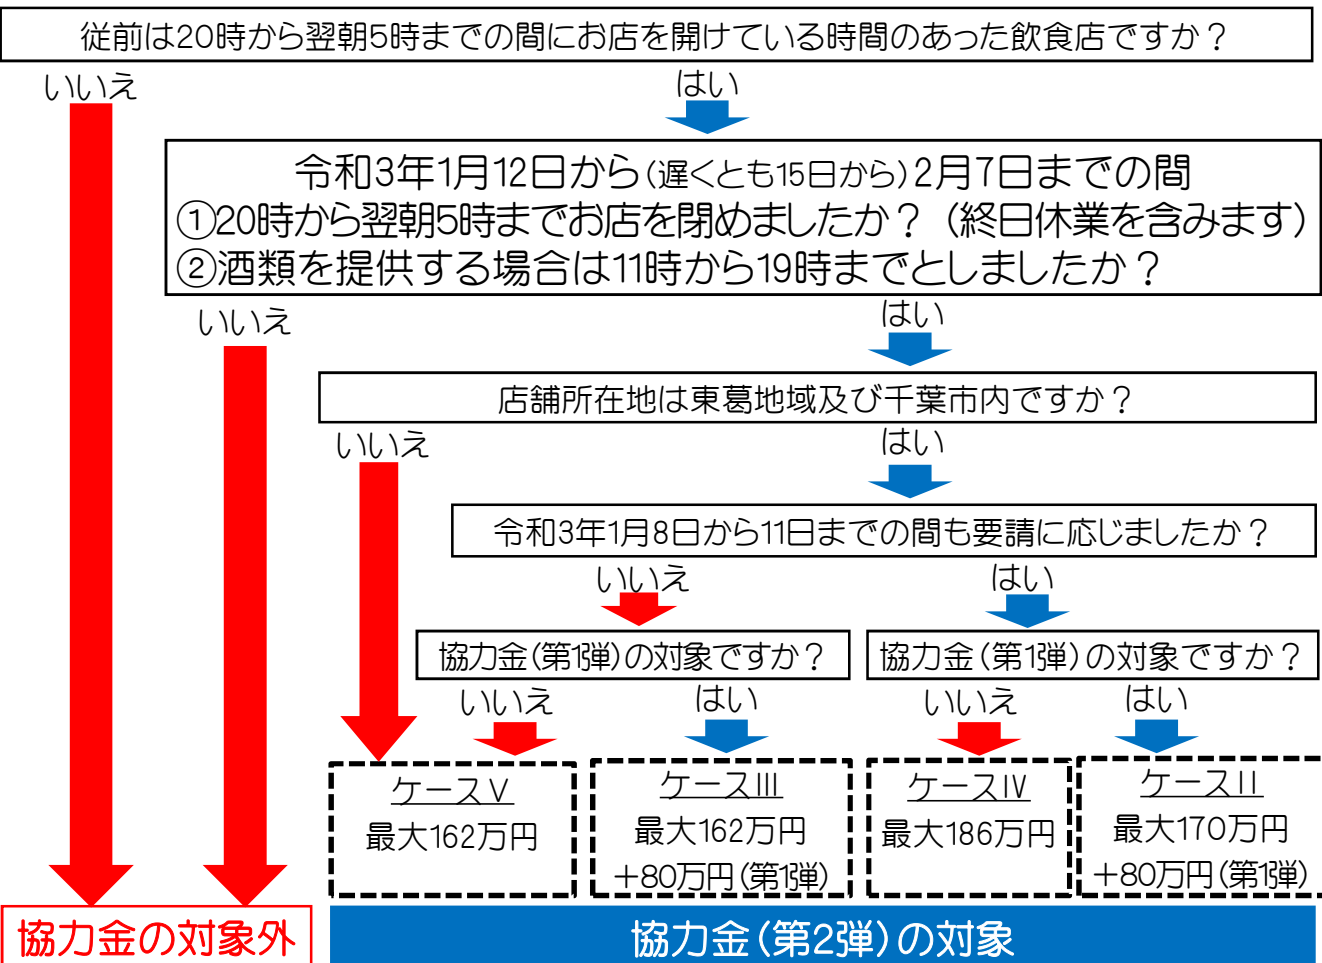 従前は20時から翌朝5時までの間にお店を開けている時間のあった飲食店ですか？
いいえ
はい
令和3年1月12日から(遅くとも15日から)2月7日までの間
①20時から翌朝5時までお店を閉めましたか？（終日休業を含みます）
②酒類を提供する場合は11時から19時までとしましたか？
いいえ
はい
店舗所在地は東葛地域及び千葉市内ですか？
いいえ
はい
令和3年1月8日から11日までの間も要請に応じましたか？
いいえ
はい
協力金(第1弾)の対象ですか？
協力金(第1弾)の対象ですか？
いいえ
はい
いいえ
はい
ケースⅤ
最大162万円
ケースⅢ
最大162万円
＋80万円(第1弾)
ケースⅣ
最大186万円
ケースⅡ
最大170万円
＋80万円(第1弾)
協力金の対象外
協力金(第2弾)の対象